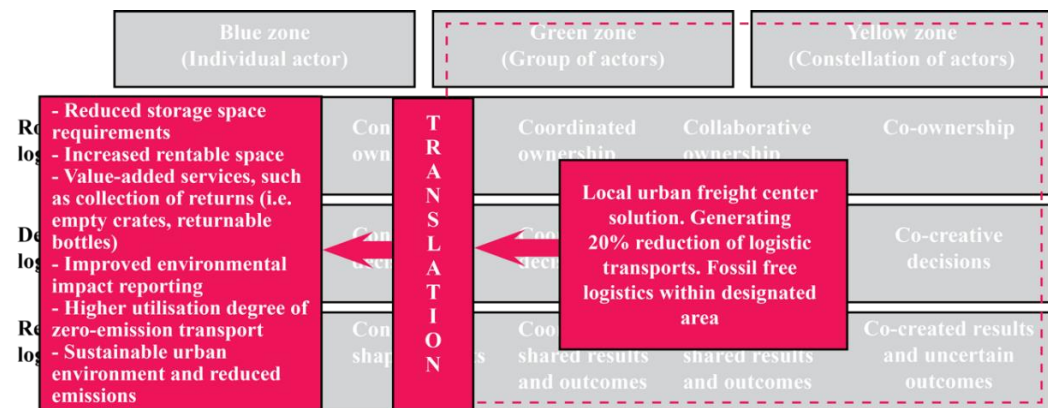 Blue zone
(Individual actor)
Green zone
(Group of actors)
Yellow zone
(Constellation of actors)
- Reduced storage space
requirements
- Increased rentable space
- Value-added services, such
as collection of returns (i.e.
empty crates, returnable
bottles)
- Improved environmental
impact reporting
- Higher utilisation degree of
zero-emission transport
- Sustainable urban
environment and reduced
emissions
TRANSLATION
Coordinated
ownership
Collaborative
ownership
Co-ownership
Local urban freight center
solution. Generating
20% reduction of logistic
transports. Fossil free
logistics within designated
area
Co-creative
decisions
shared results
and outcomes
shared results
and outcomes
Co-created results
and uncertain
outcomes